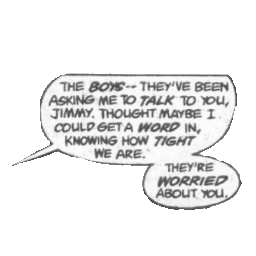 THE BOYS-- THEY'VE BEEN
ASKING ME TO TALK TO YOU,
JIMMY. THOUGHT MAYBE I
COULD GET A WORD IN,
KNOWING HOW TIGHT
WE ARE.
THEY'RE
WORRIED
ABOUT YOU.